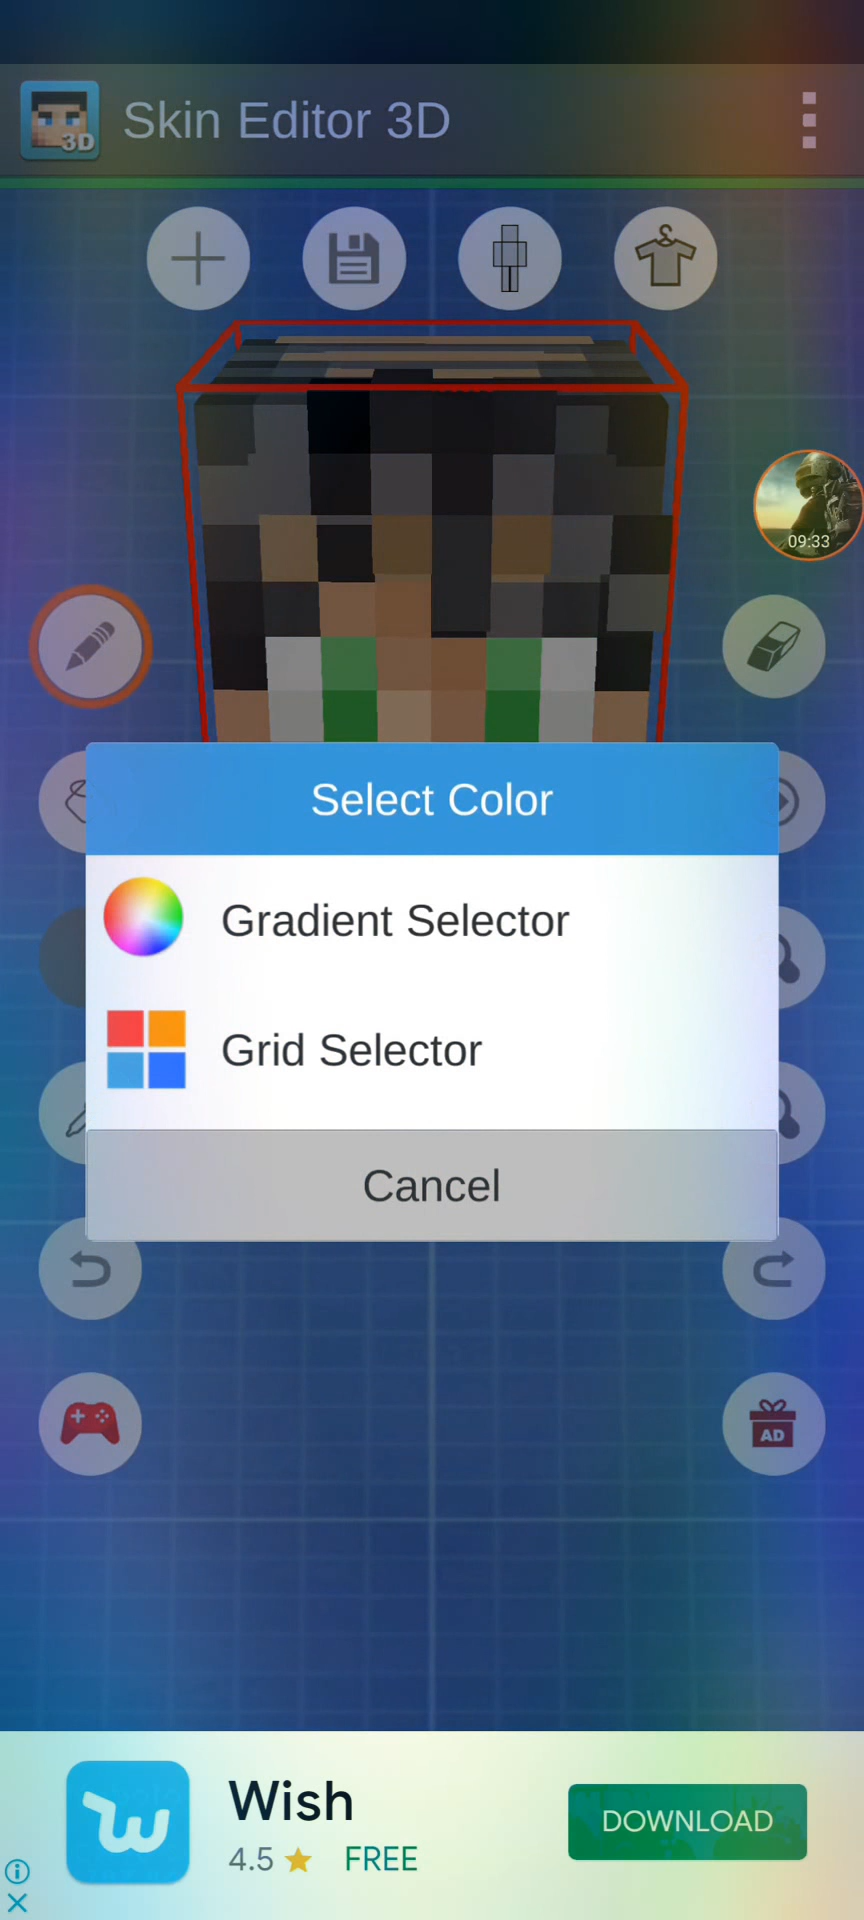 3D
Skin Editor 3D
09:33
Select Color
Gradient Selector
Grid Selector
Cancel
AD
Wish
4.5 FREE
DOWNLOAD